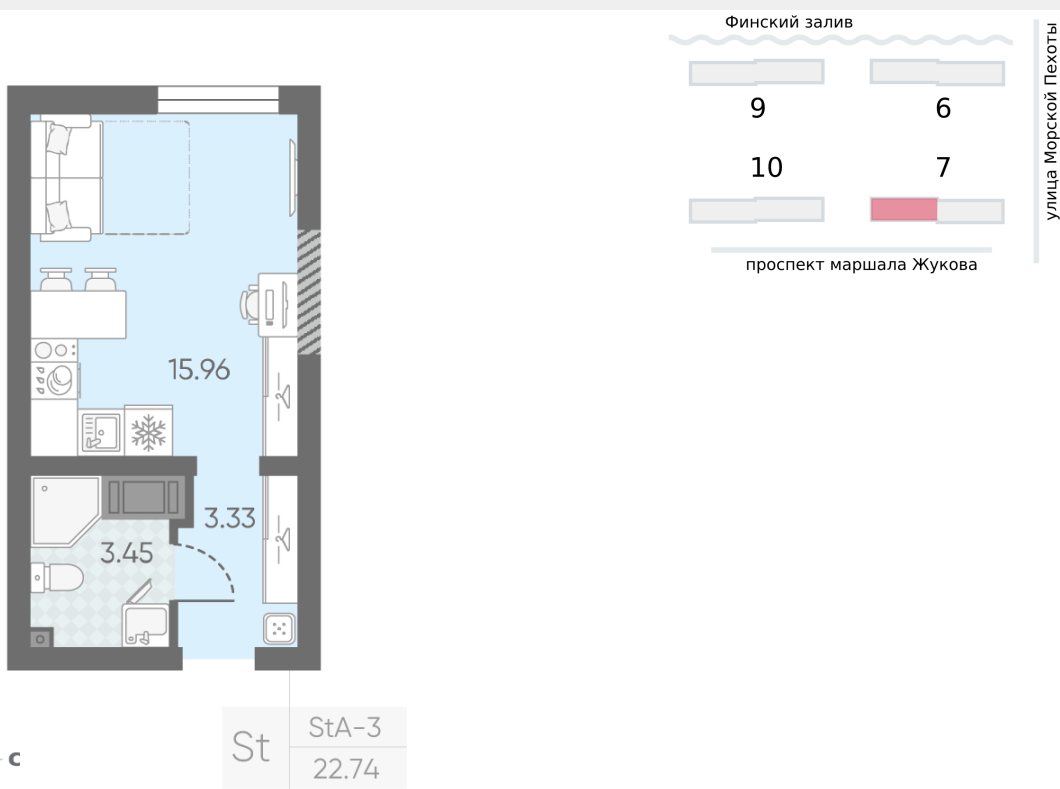 Финский залив
улица Морской Пехоты
9
6
10
7
проспект маршала Жукова
15.96
3.33
3.45
St
StA-3
22.74
с